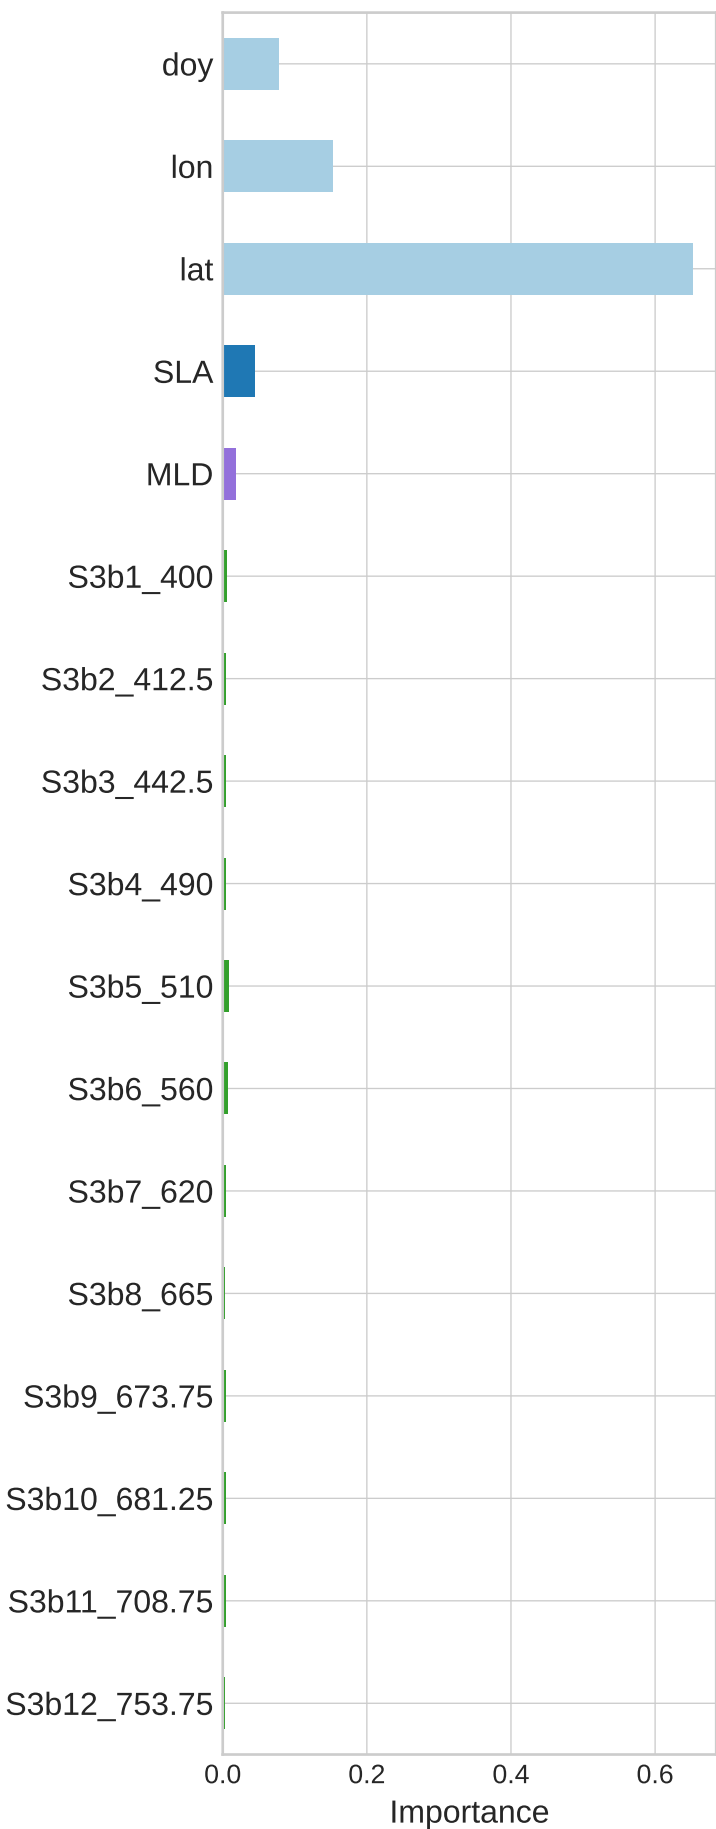 doy
lon
lat
SLA
MLD
S3b1_400
S3b2_412.5
S3b3_442.5
S3b4_490
S3b5_510
S3b6_560
S3b7_620
S3b8_665
S3b9_673.75
S3b10_681.25
S3b11_708.75
S3b12_753.75
0.0 0.2 0.4 0.6
Importance